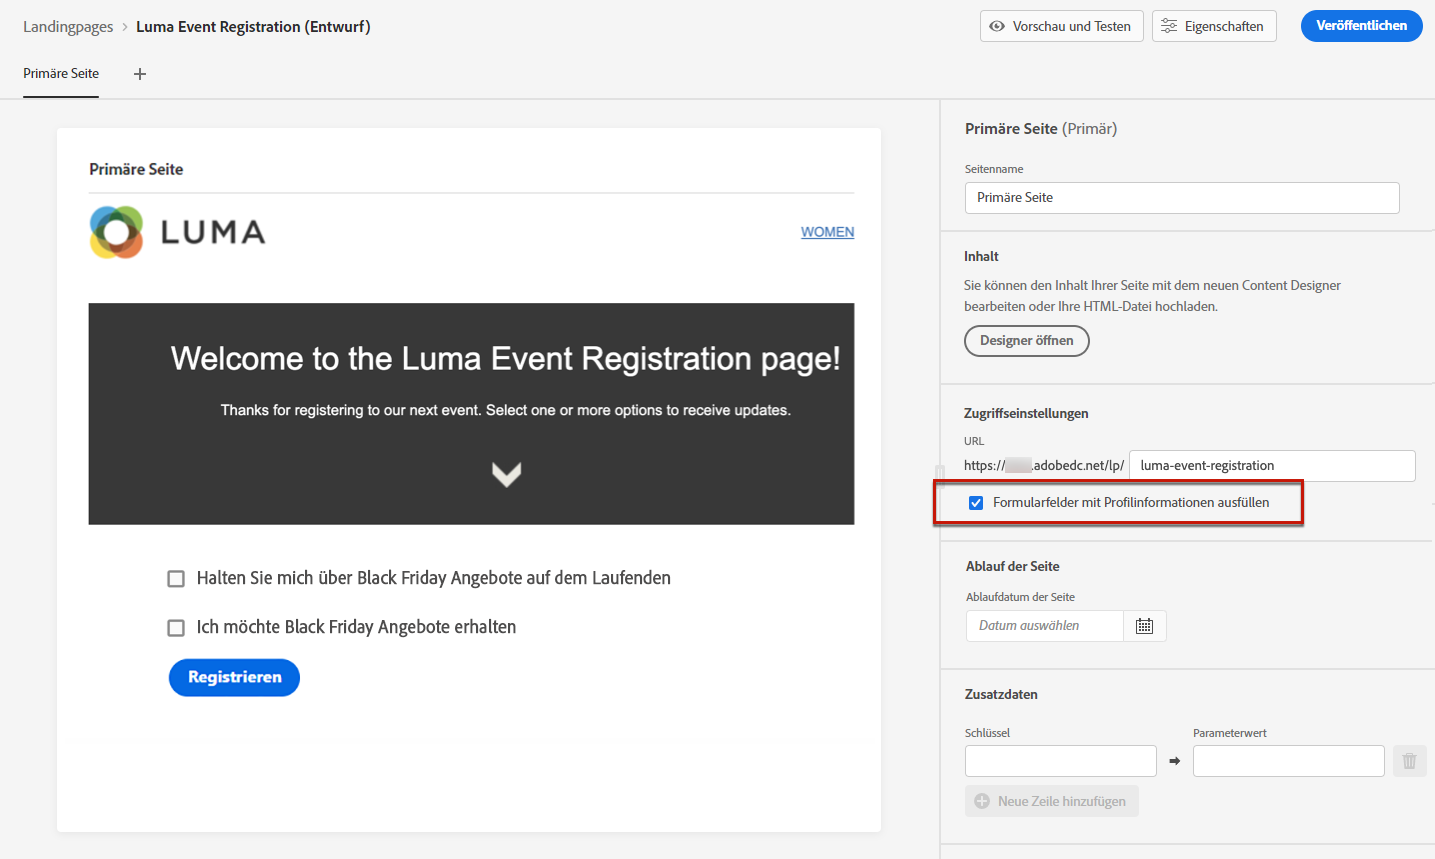 Landingpages > Luma Event Registration (Entwurf)
Vorschau und Testen
Eigenschaften
Veröffentlichen
Primäre Seite
Primäre Seite
LUMA
WOMEN
Welcome to the Luma Event Registration page!
Thanks for registering to our next event. Select one or more options to receive updates.
Halten Sie mich über Black Friday Angebote auf dem Laufenden
Ich möchte Black Friday Angebote erhalten
Registrieren
Primäre Seite (Primär)
Seitenname
Primäre Seite
Inhalt
Sie können den Inhalt Ihrer Seite mit dem neuen Content Designer
bearbeiten oder Ihre HTML-Datei hochladen.
Designer öffnen
Zugriffseinstellungen
URL
https:// .adobedc.net/lp/ luma-event-registration
Formularfelder mit Profilinformationen ausfüllen
Ablauf der Seite
Ablaufdatum der Seite
Datum auswählen
Zusatzdaten
Schlüssel
Parameterwert
Neue Zeile hinzufügen